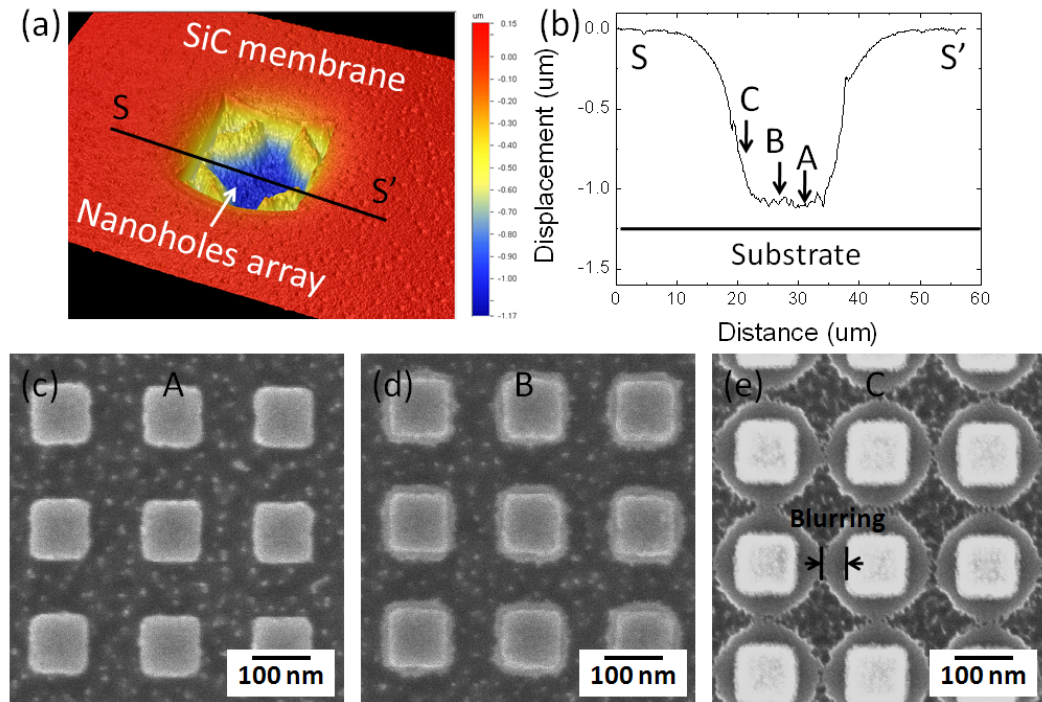 (a)
SiC membrane
S
S’
Nanoholes array
um
0.15
0.00
-0.10
-0.20
-0.30
-0.40
-0.50
-0.60
-0.70
-0.80
-0.90
-1.00
-1.17
(b)
Displacement (um)
0.0
-0.5
-1.0
-1.5
S
S’
C
B
A
Substrate
0 10 20 30 40 50 60
Distance (um)
(c) A
100 nm
(d) B
100 nm
(e) C
Blurring
100 nm